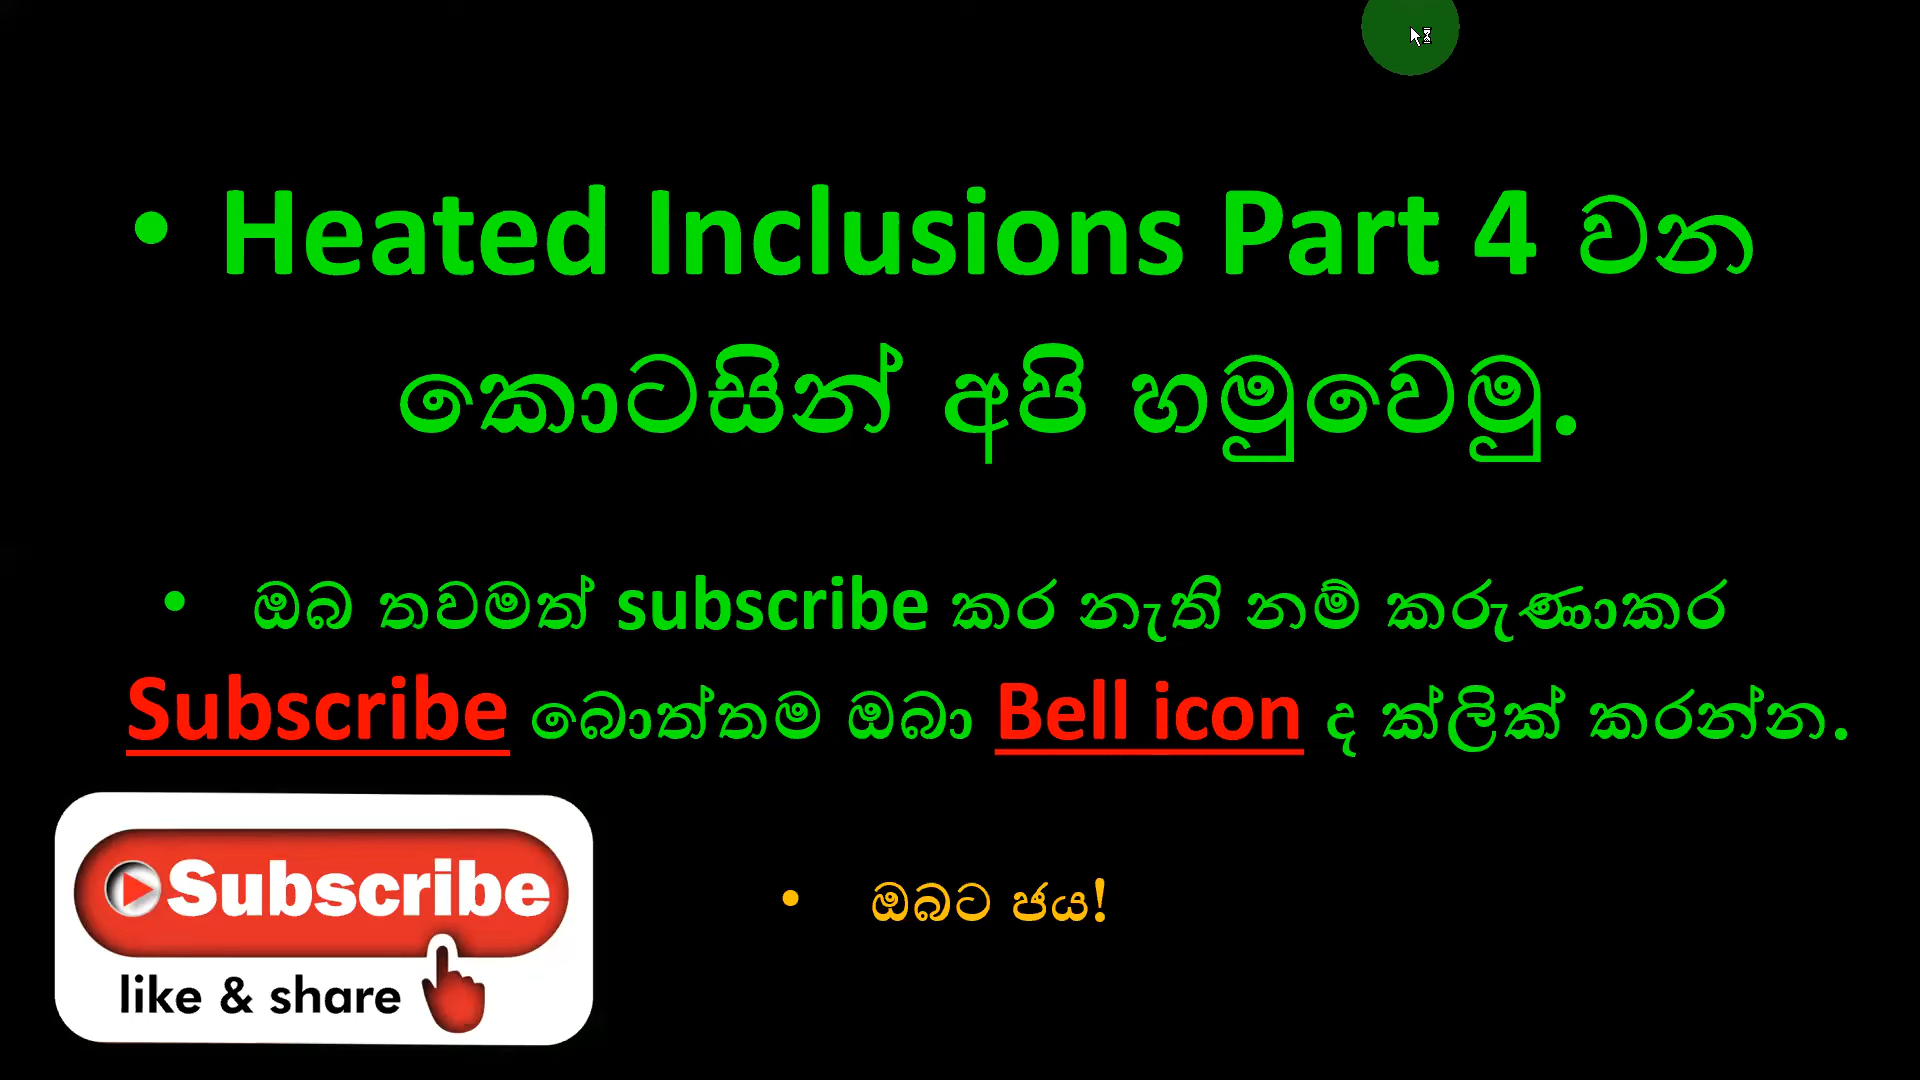 • Heated Inclusions Part 4 වන
කොටසින් අපි හමුවෙමු.
• ඔබ තවමත් subscribe කර නැති නම් කරුණාකර
Subscribe බොත්තම ඔබා Bell icon ද ක්ලික් කරන්න.
• ඔබට ජය!
Subscribe
like & share